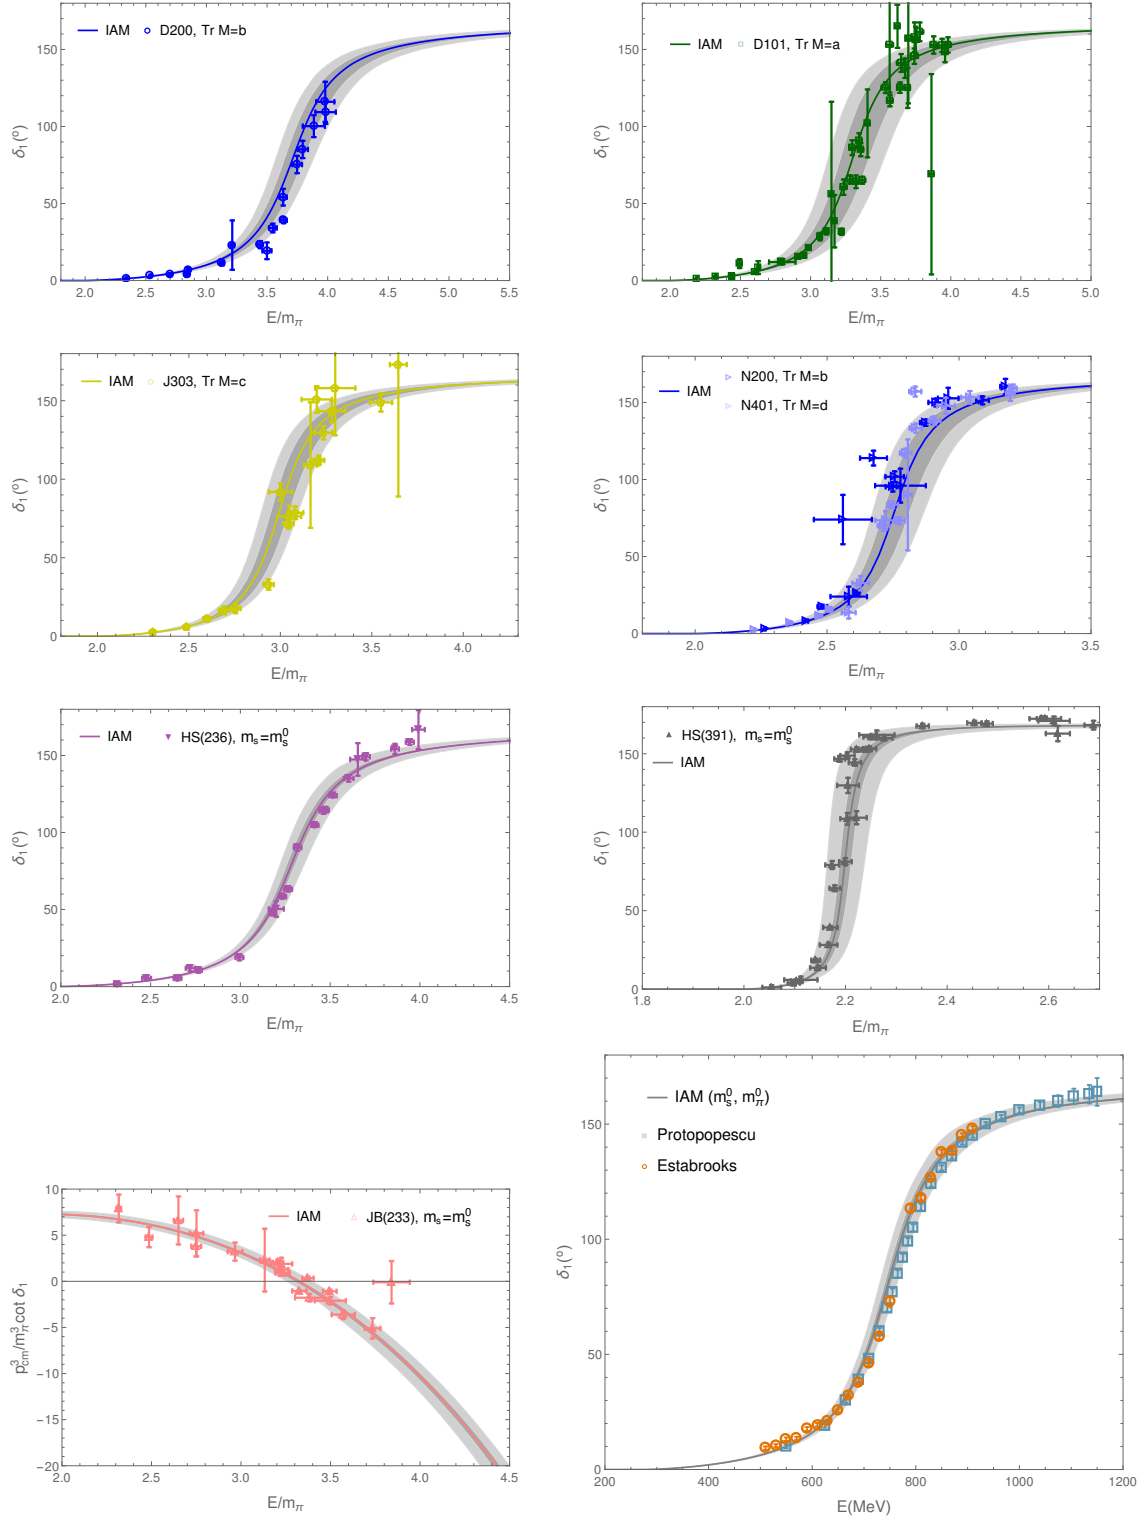 IAM D200, Tr M=b
δ₁(°)
150
100
50
0
2.0 2.5 3.0 3.5 4.0 4.5 5.0 5.5
E/mπ
IAM D101, Tr M=a
δ₁(°)
150
100
50
0
2.0 2.5 3.0 3.5 4.0 4.5 5.0
E/mπ
IAM J303, Tr M=c
δ₁(°)
150
100
50
0
2.0 2.5 3.0 3.5 4.0
E/mπ
IAM N200, Tr M=b
N401, Tr M=d
δ₁(°)
150
100
50
0
2.0 2.5 3.0 3.5
E/mπ
IAM HS(236), mₛ=mₛ⁰
δ₁(°)
150
100
50
0
2.0 2.5 3.0 3.5 4.0 4.5
E/mπ
HS(391), mₛ=mₛ⁰
IAM
δ₁(°)
150
100
50
0
1.8 2.0 2.2 2.4 2.6
E/mπ
IAM JB(233), mₛ=mₛ⁰
p³cm/m³π cot δ₁
10
5
0
−5
−10
−15
−20
2.0 2.5 3.0 3.5 4.0 4.5
E/mπ
IAM (mₛ⁰, mπ⁰)
Protopopescu
Estabrooks
δ₁(°)
150
100
50
0
200 400 600 800 1000 1200
E(MeV)